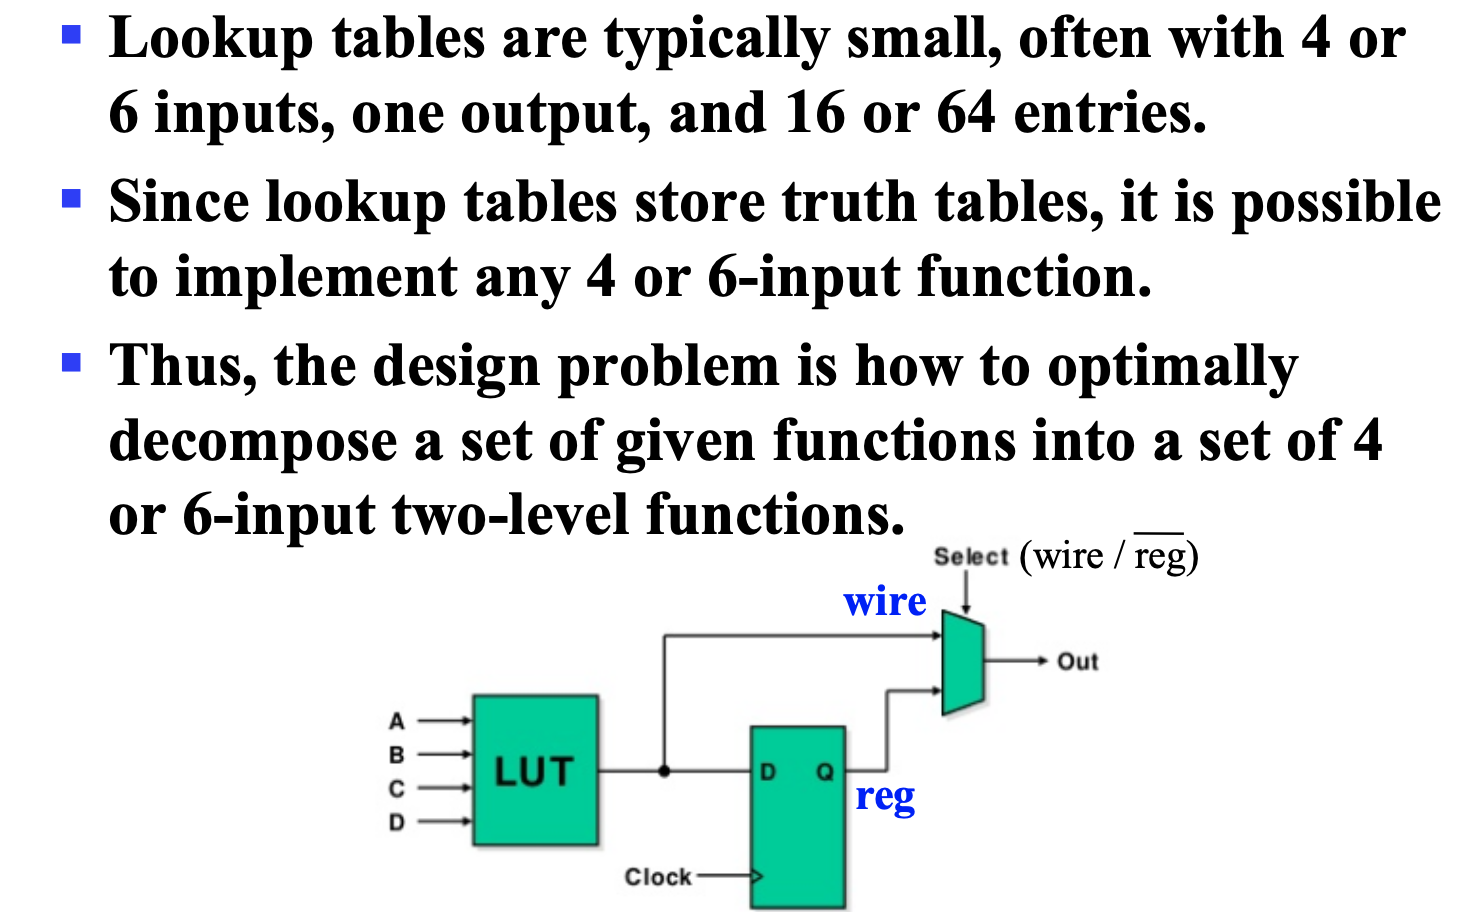 Lookup tables are typically small, often with 4 or
6 inputs, one output, and 16 or 64 entries.
Since lookup tables store truth tables, it is possible
to implement any 4 or 6-input function.
Thus, the design problem is how to optimally
decompose a set of given functions into a set of 4
or 6-input two-level functions.
Select (wire / r̅e̅g̅)
wire
Out
A
B
C
D
LUT
D Q
reg
Clock